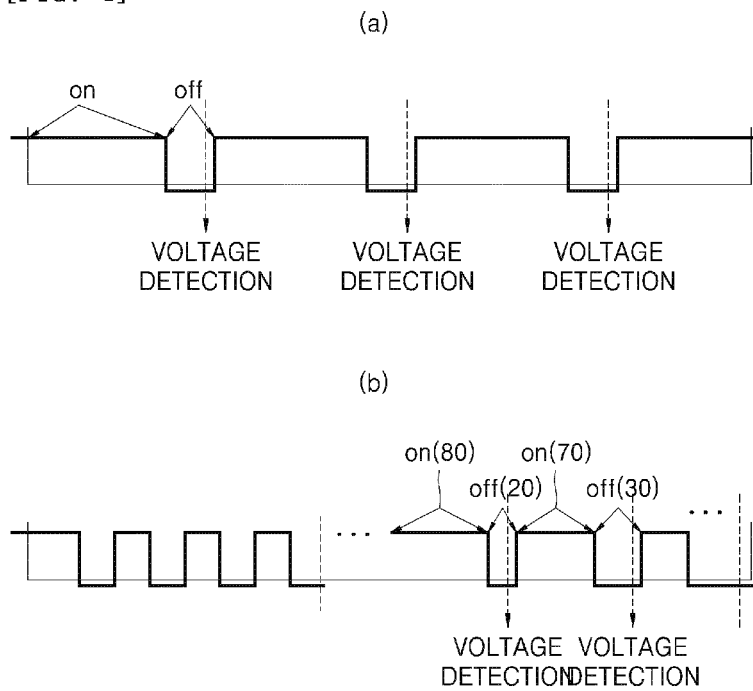 (a)
on off
VOLTAGE DETECTION
VOLTAGE DETECTION
VOLTAGE DETECTION
(b)
on(80) on(70)
off(20) off(30)
...
...
VOLTAGE DETECTION
VOLTAGE DETECTION